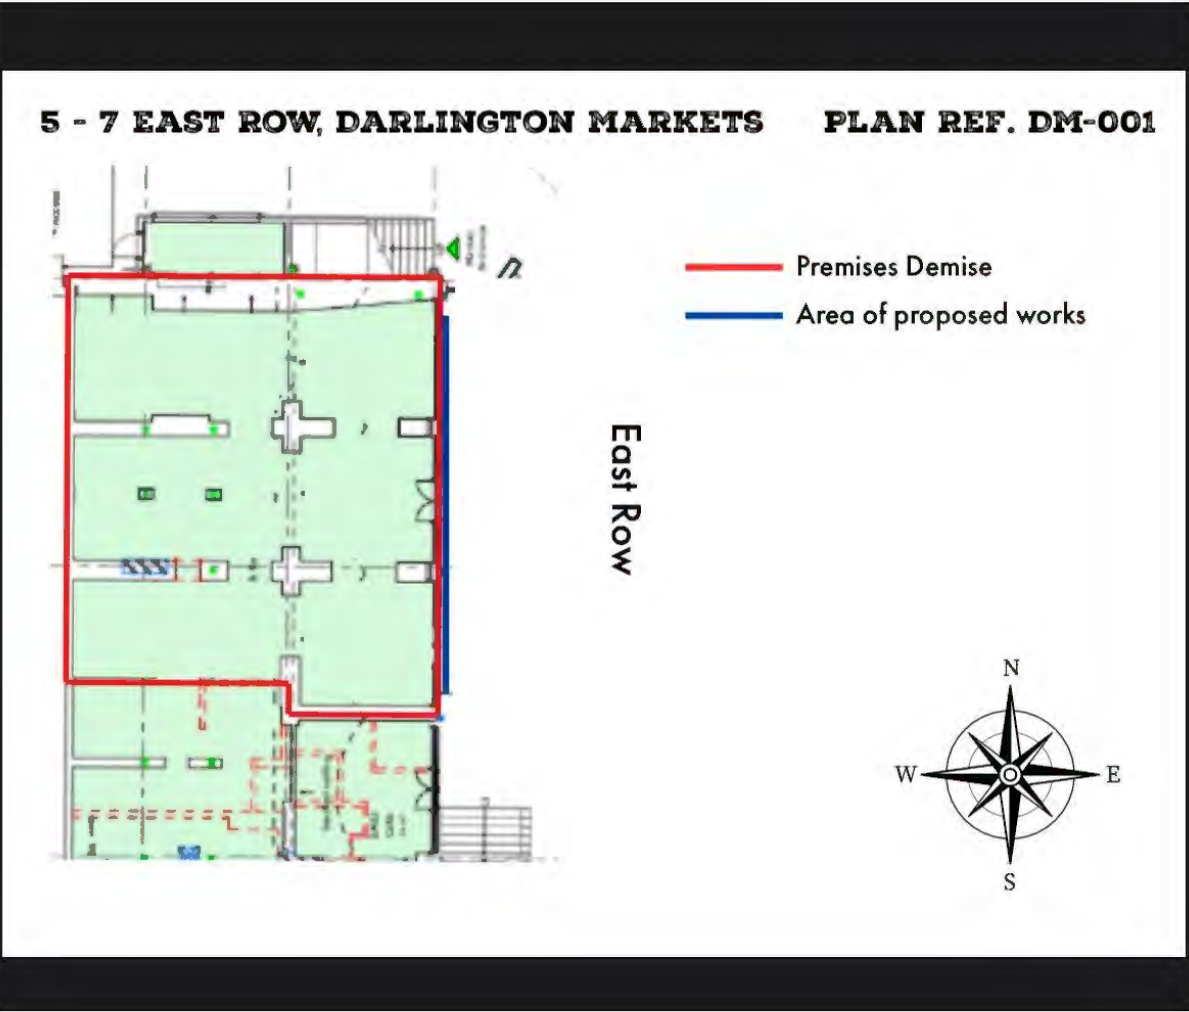 5 - 7 EAST ROW, DARLINGTON MARKETS PLAN REF. DM-001
Premises Demise
Area of proposed works
East Row
N
W E
S